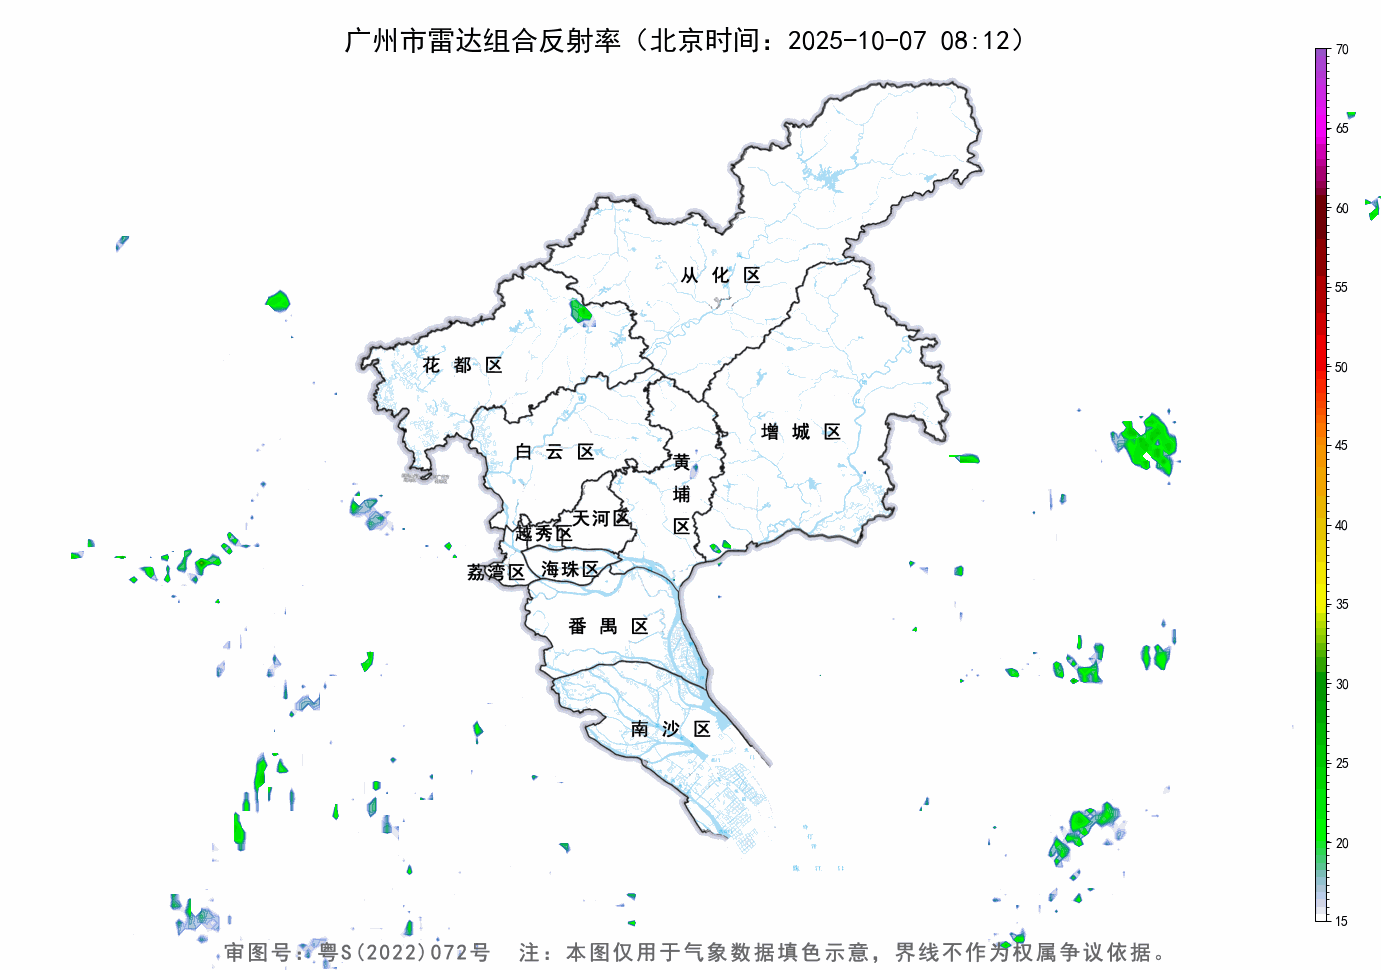 广州市雷达组合反射率（北京时间：2025-10-07 08:12）
70
65
60
55
50
45
40
35
30
25
20
15
从化区
花都区
增城区
白云区
黄埔区
天河区
越秀区
荔湾区
海珠区
番禺区
南沙区
审图号：粤S(2022)072号 注：本图仅用于气象数据填色示意，界线不作为权属争议依据。